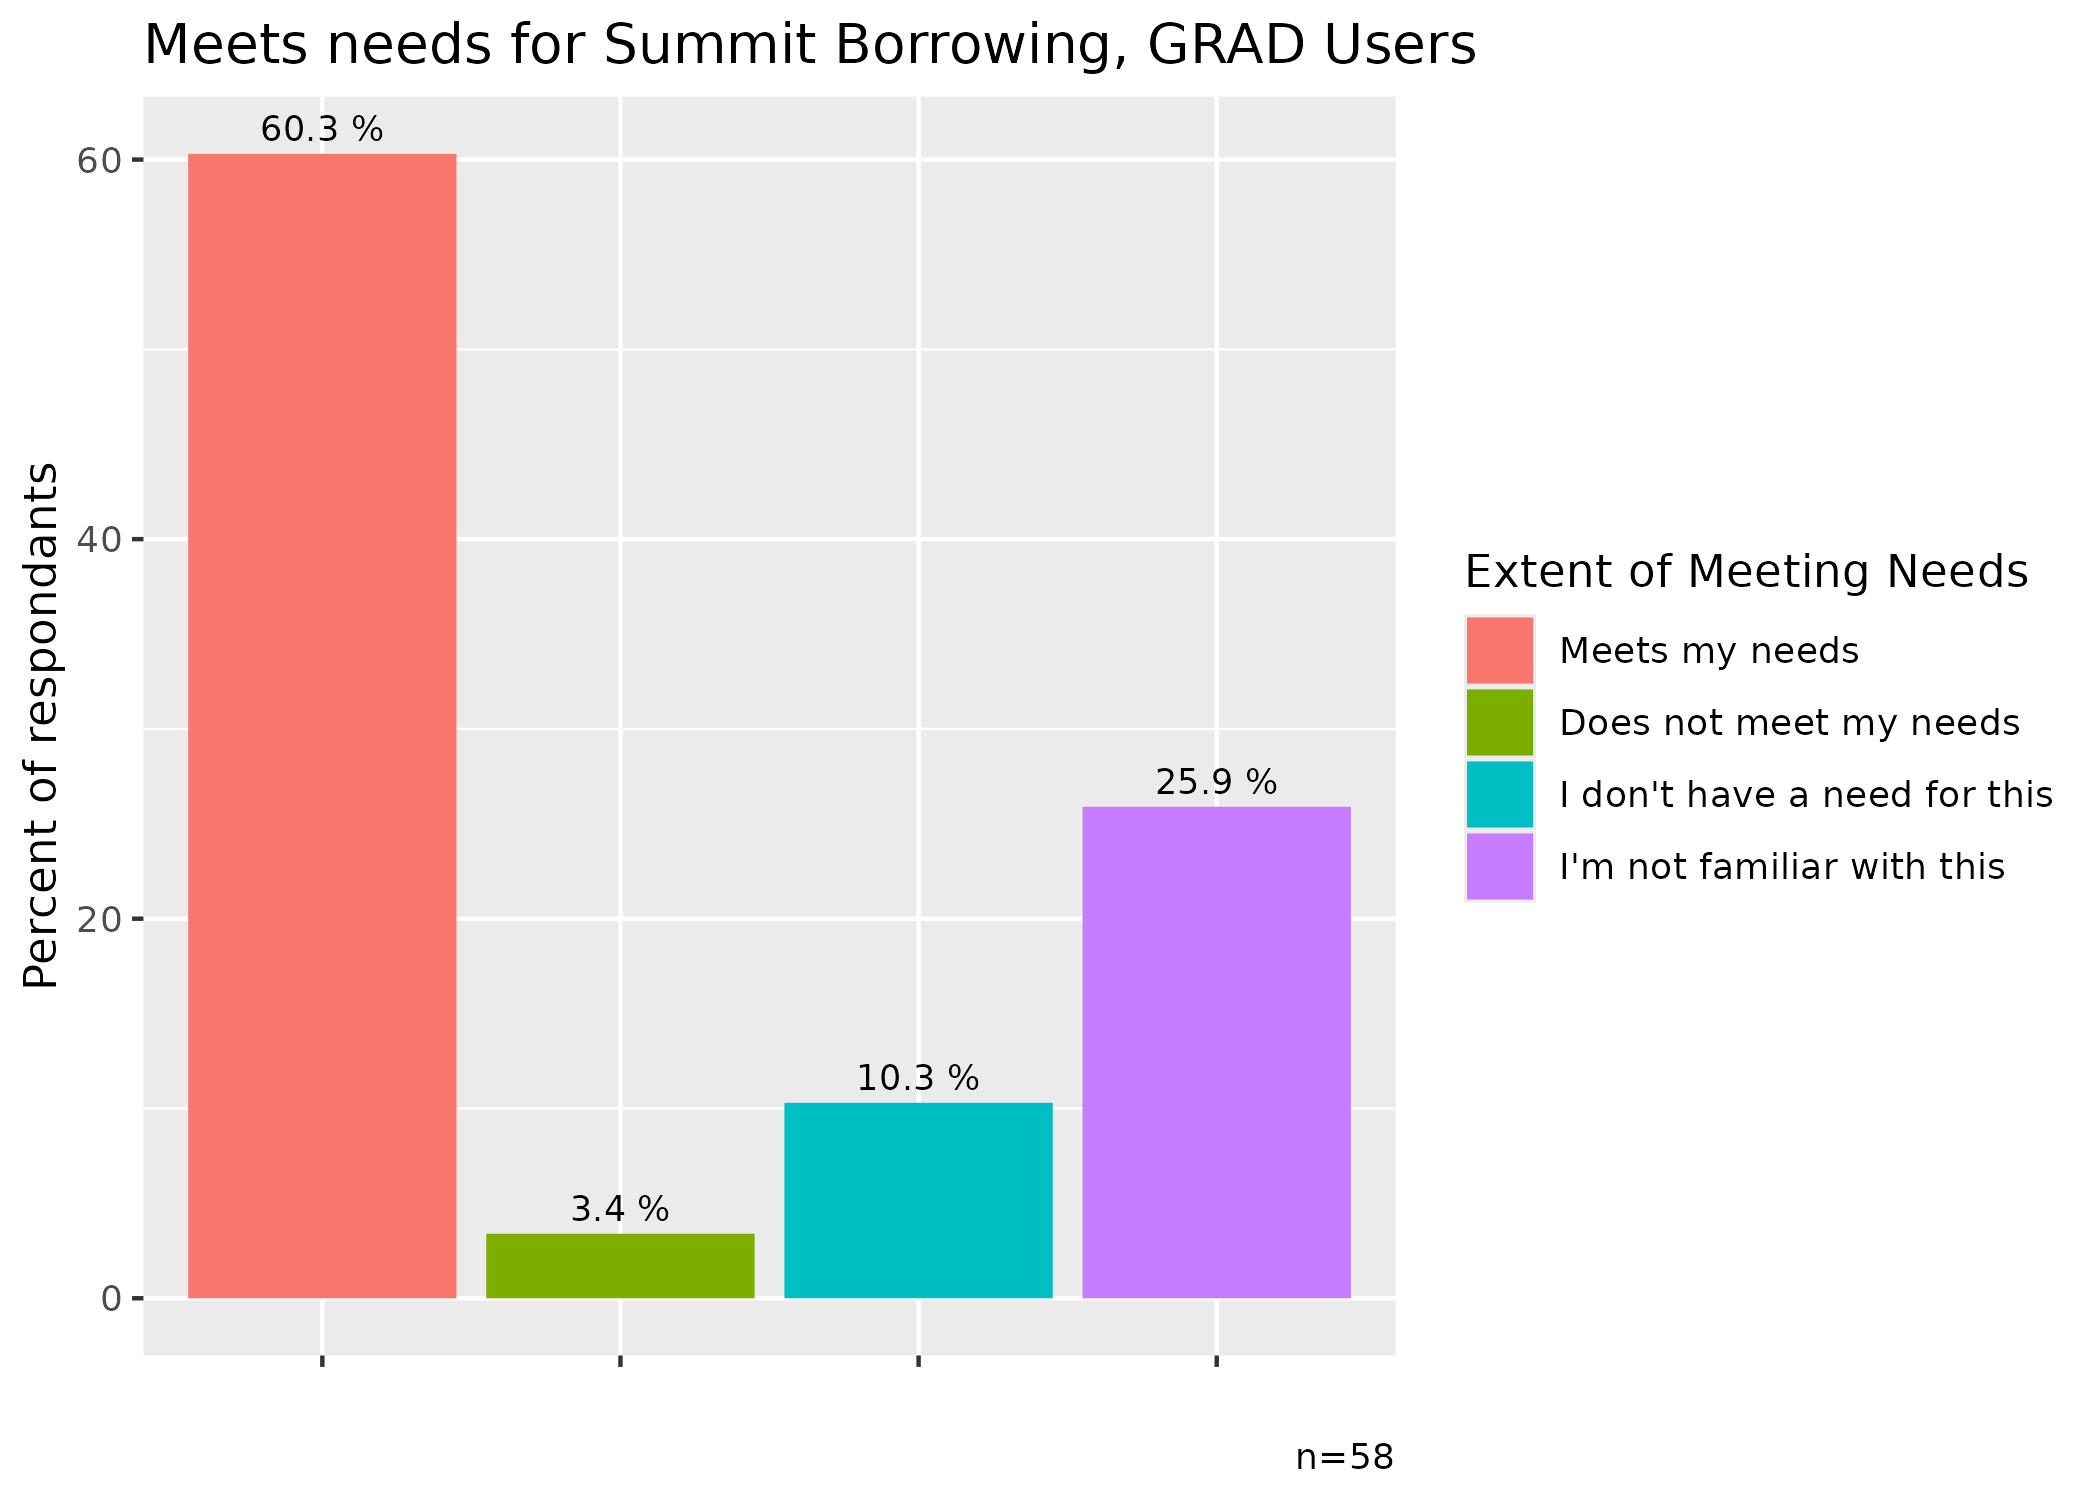 Meets needs for Summit Borrowing, GRAD Users
60.3 %
60
40
25.9 %
20
10.3 %
3.4 %
0
Percent of respondants
Extent of Meeting Needs
Meets my needs
Does not meet my needs
I don't have a need for this
I'm not familiar with this
n=58